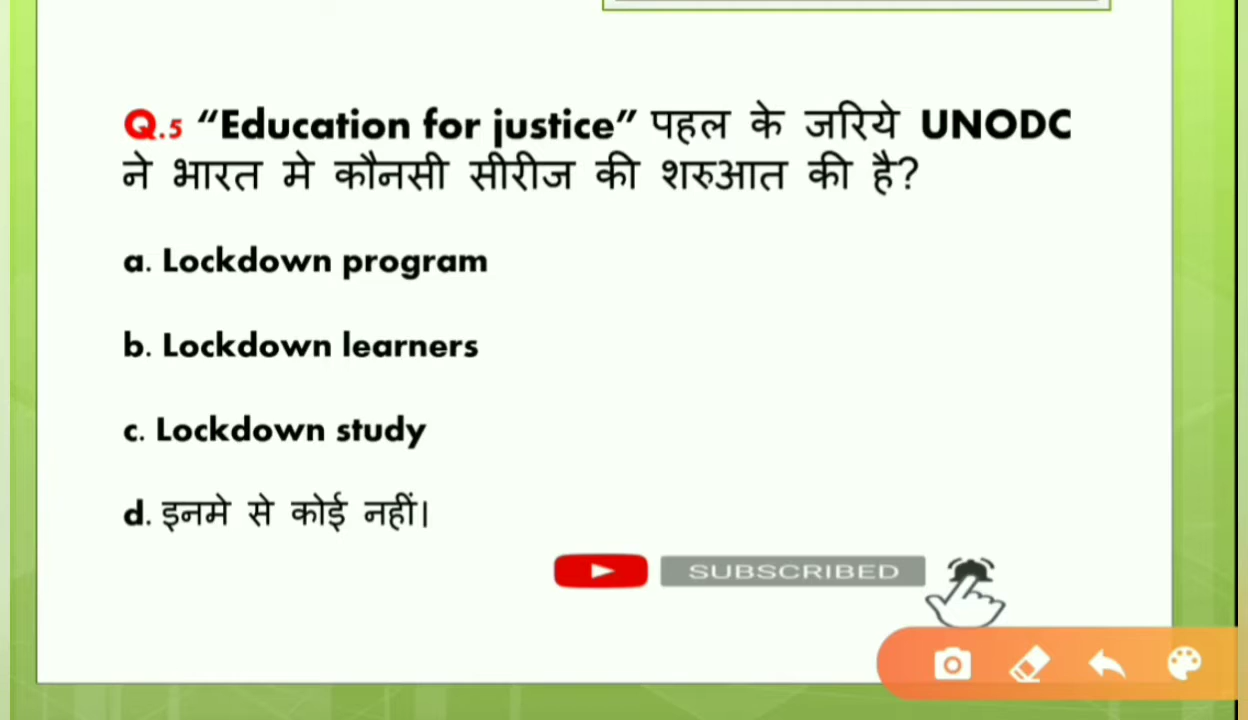 Q.5 “Education for justice” पहल के जरिये UNODC
ने भारत मे कौनसी सीरीज की शरुआत की है?
a. Lockdown program
b. Lockdown learners
c. Lockdown study
d. इनमे से कोई नहीं।
SUBSCRIBED